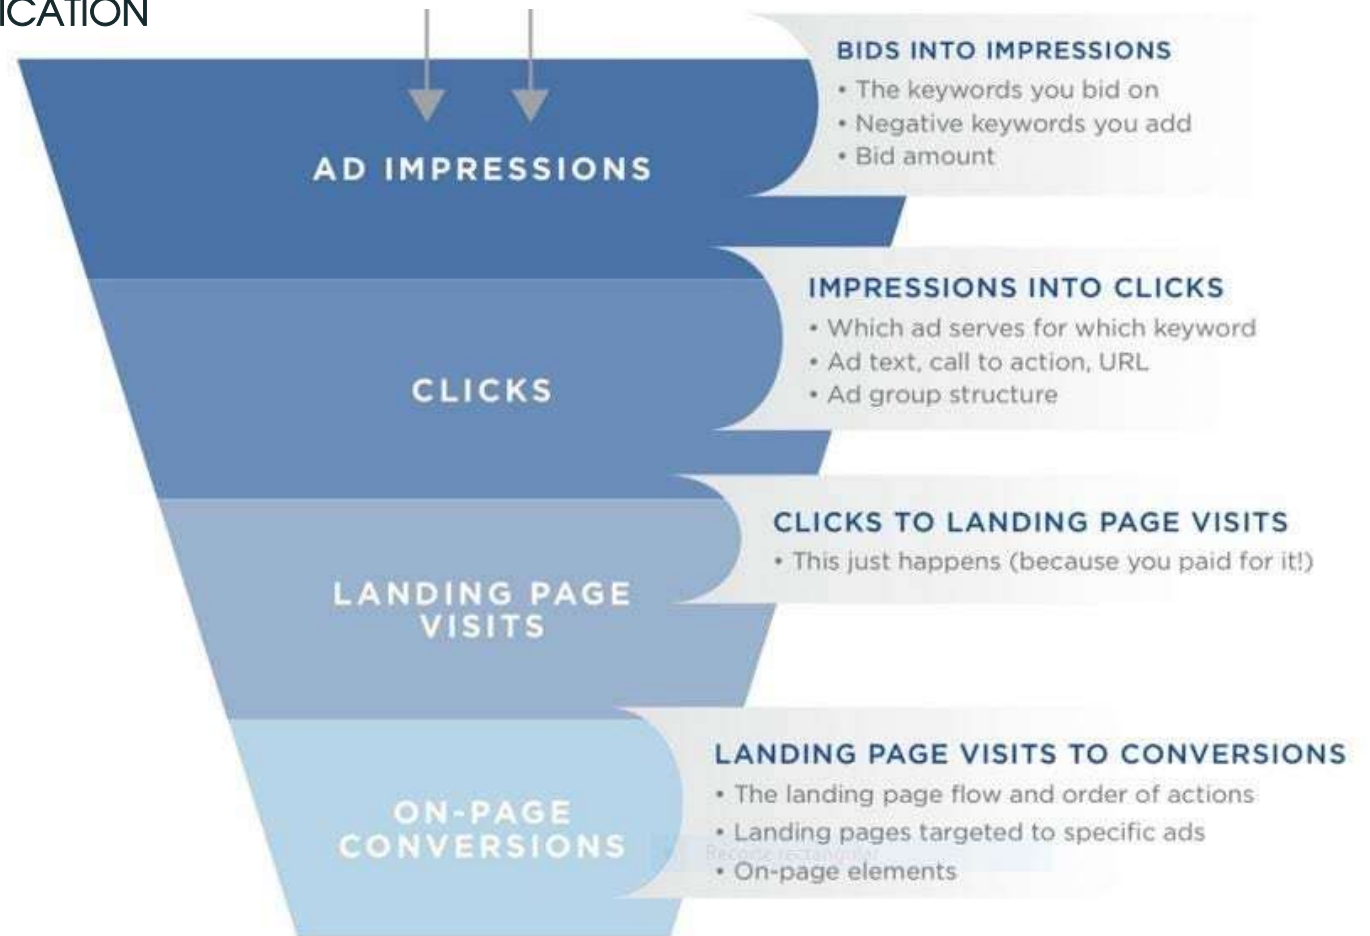 ICATION
BIDS INTO IMPRESSIONS
• The keywords you bid on
• Negative keywords you add
• Bid amount
AD IMPRESSIONS
IMPRESSIONS INTO CLICKS
• Which ad serves for which keyword
• Ad text, call to action, URL
• Ad group structure
CLICKS
CLICKS TO LANDING PAGE VISITS
• This just happens (because you paid for it!)
LANDING PAGE
VISITS
LANDING PAGE VISITS TO CONVERSIONS
• The landing page flow and order of actions
• Landing pages targeted to specific ads
• On-page elements
ON-PAGE
CONVERSIONS